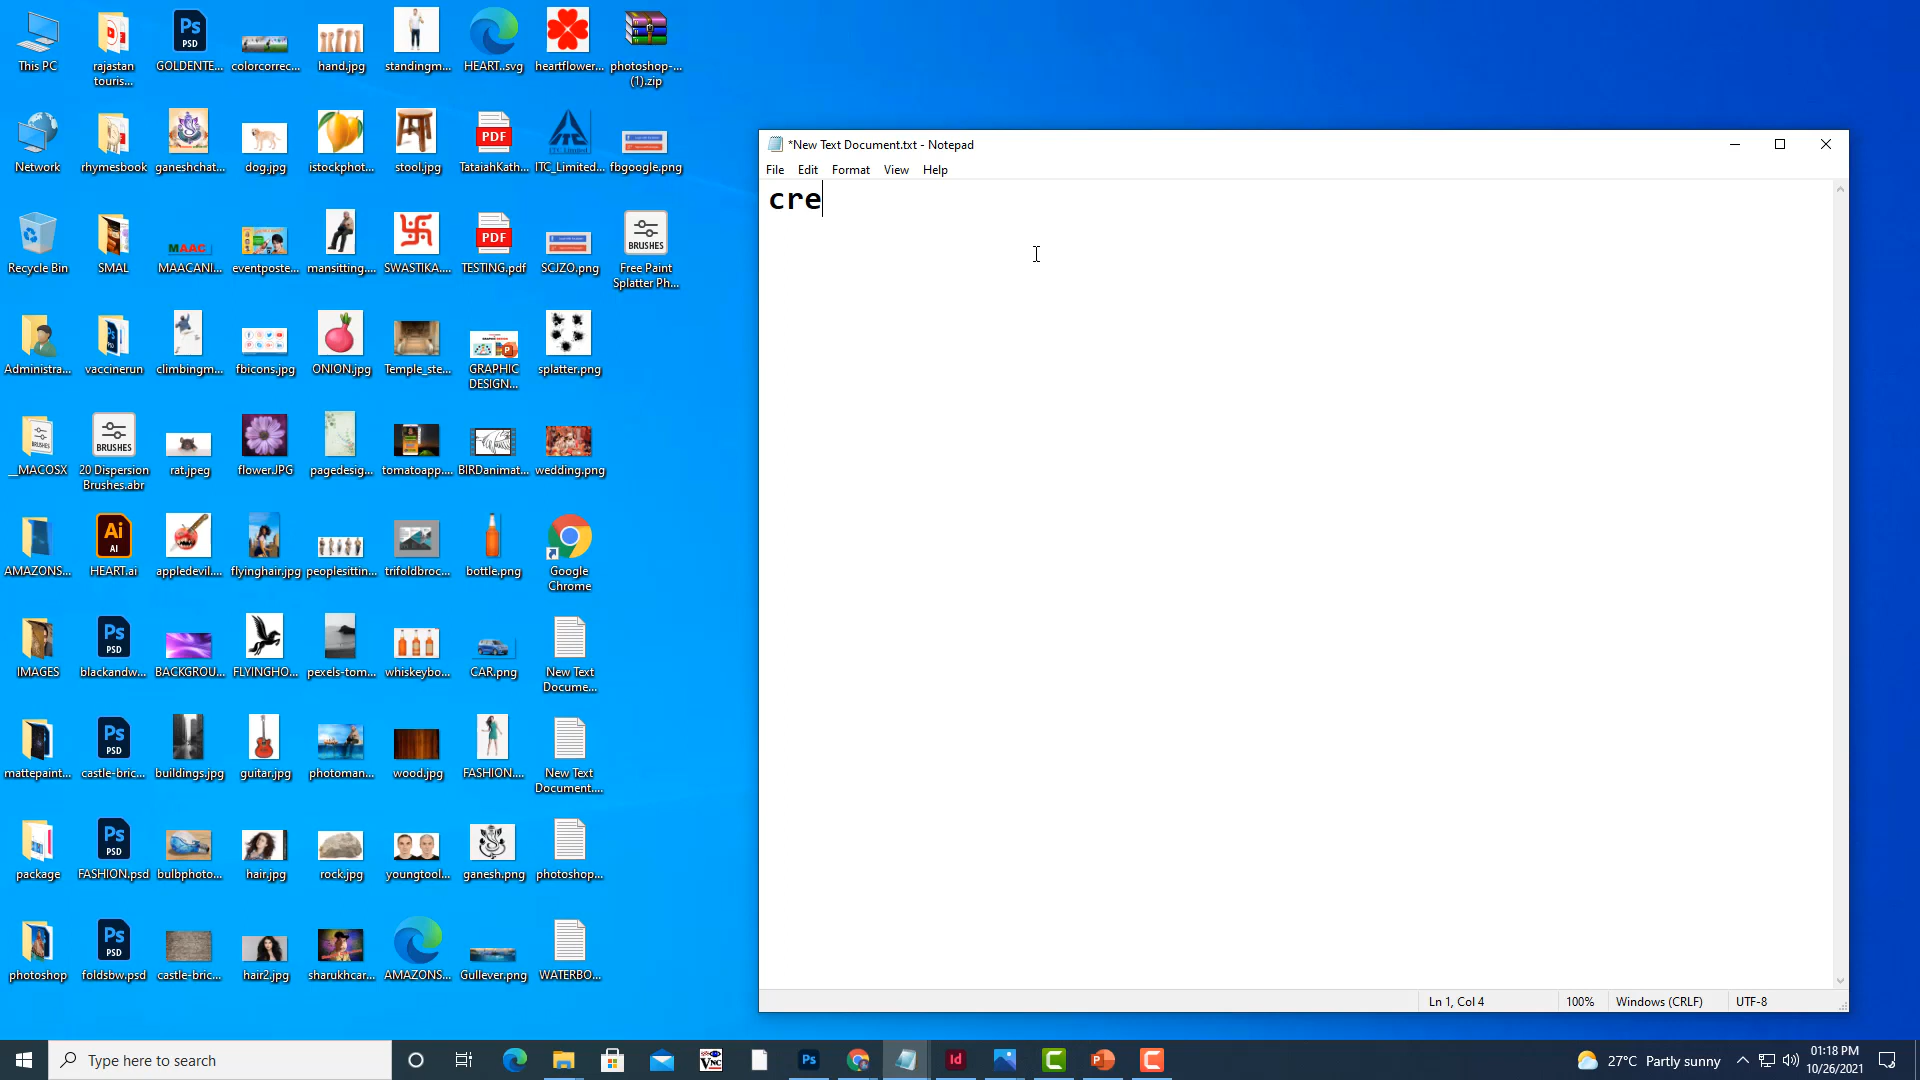 This PC
rajastan
touris...
GOLDENTE...
colorcorrec...
hand.jpg
standingm...
HEART..svg
heartflower...
photoshop-...
(1).zip
Network
rhymesbook
ganeshchat...
dog.jpg
istockphot...
stool.jpg
TataiahKath...
ITC_Limited...
fbgoogle.png
Recycle Bin
SMAL
MAACANI...
eventposte...
mansitting....
SWASTIKA....
TESTING.pdf
SCJZO.png
Free Paint
Splatter Ph...
Administra...
vaccinerun
climbingm...
fbicons.jpg
ONION.jpg
Temple_ste...
GRAPHIC
DESIGN...
splatter.png
__MACOSX
20 Dispersion
Brushes.abr
rat.jpeg
flower.JPG
pagedesig...
tomatoapp....
BIRDanimat...
wedding.png
AMAZONS...
HEART.ai
appledevil....
flyinghair.jpg
peoplesittin...
trifoldbroc...
bottle.png
Google
Chrome
IMAGES
blackandw...
BACKGROU...
FLYINGHO...
pexels-tom...
whiskeybo...
CAR.png
New Text
Docume...
mattepaint...
castle-bric...
buildings.jpg
guitar.jpg
photoman...
wood.jpg
FASHION....
New Text
Document....
package
FASHION.psd
bulbphoto...
hair.jpg
rock.jpg
youngtool...
ganesh.png
photoshop...
photoshop
foldsbw.psd
castle-bric...
hair2.jpg
sharukhcar...
AMAZONS...
Gullever.png
WATERBO...
*New Text Document.txt - Notepad
File Edit Format View Help
cre
Ln 1, Col 4 100% Windows (CRLF) UTF-8
Type here to search
27°C Partly sunny
01:18 PM
10/26/2021